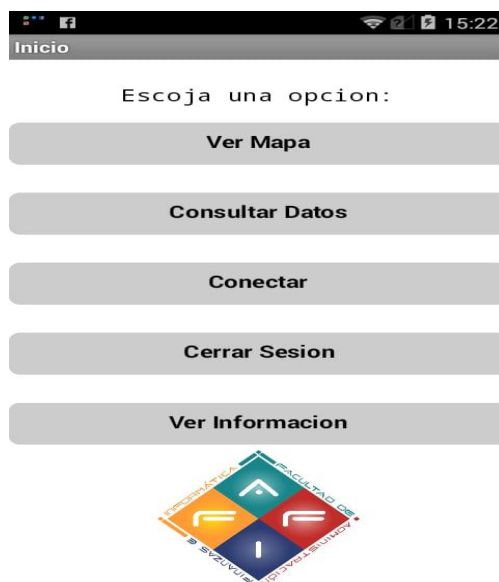 15:22
Inicio
Escoja una opcion:
Ver Mapa
Consultar Datos
Conectar
Cerrar Sesion
Ver Informacion
FACULTAD DE
ADMINISTRACIÓN
FINANZAS E
INFORMÁTICA